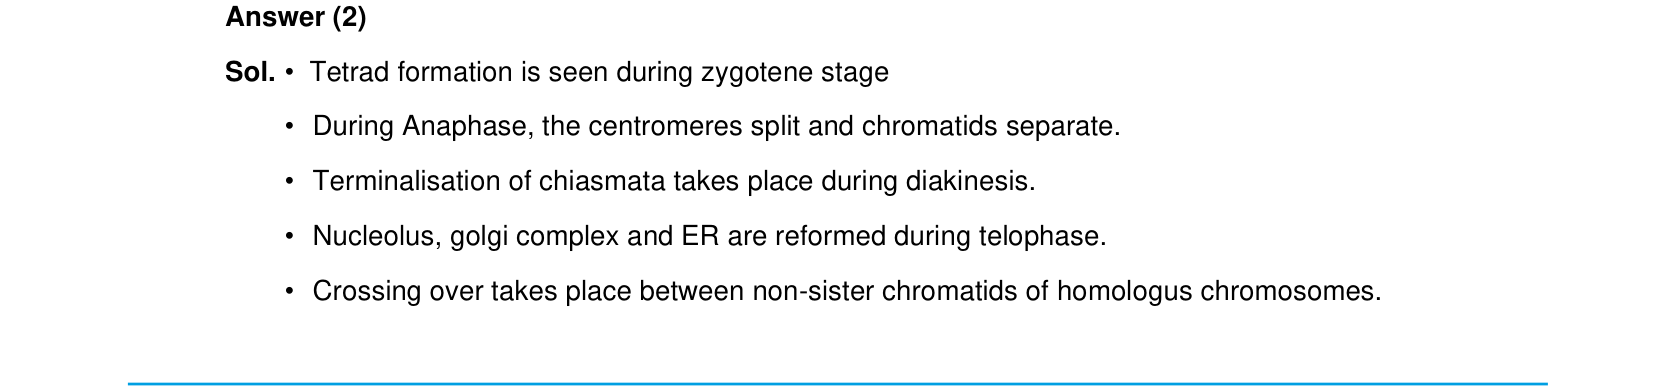 Answer (2)
Sol. • Tetrad formation is seen during zygotene stage
• During Anaphase, the centromeres split and chromatids separate.
• Terminalisation of chiasmata takes place during diakinesis.
• Nucleolus, golgi complex and ER are reformed during telophase.
• Crossing over takes place between non-sister chromatids of homologus chromosomes.